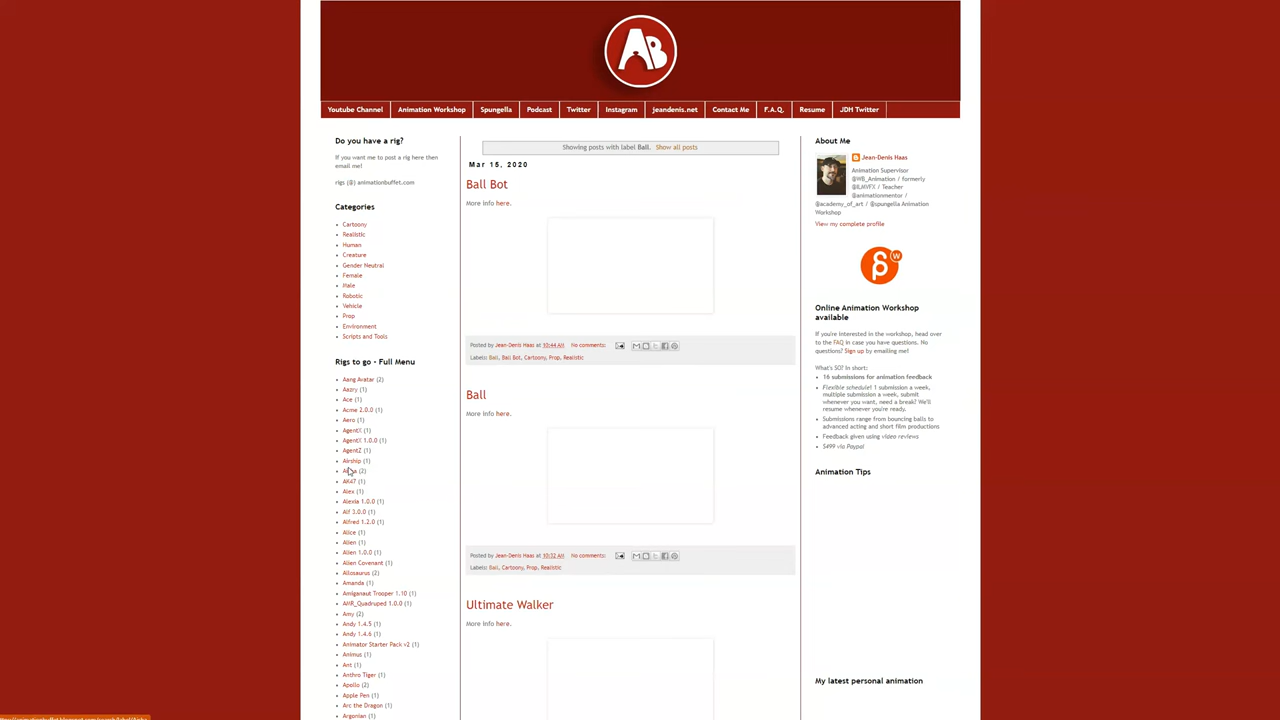 AB
Youtube Channel
Animation Workshop
Spungella
Podcast
Twitter
Instagram
jeandenis.net
Contact Me
F.A.Q.
Resume
JDH Twitter
Do you have a rig?
If you want me to post a rig here then
email me!
rigs (@) animationbuffet.com
Categories
Cartoony
Realistic
Human
Creature
Gender Neutral
Female
Male
Robotic
Vehicle
Prop
Environment
Scripts and Tools
Rigs to go - Full Menu
Aang Avatar (2)
Aazry (1)
Ace (1)
Acme 2.0.0 (1)
Aero (1)
AgentX (1)
AgentX 1.0.0 (1)
AgentZ (1)
Airship (1)
(2)
AK47 (1)
Alex (1)
Alexia 1.0.0 (1)
Alf 3.0.0 (1)
Alfred 1.2.0 (1)
Alice (1)
Alien (1)
Alien 1.0.0 (1)
Alien Covenant (1)
Allosaurus (2)
Amanda (1)
Amiganaut Trooper 1.10 (1)
AMR_Quadruped 1.0.0 (1)
Amy (2)
Andy 1.4.5 (1)
Andy 1.4.6 (1)
Animator Starter Pack v2 (1)
Animus (1)
Ant (1)
Anthro Tiger (1)
Apollo (2)
Apple Pen (1)
Arc the Dragon (1)
Argonian (1)
Showing posts with label Ball. Show all posts
Mar 15, 2020
Ball Bot
More info here.
Posted by Jean-Denis Haas at 10:44 AM No comments:
Labels: Ball, Ball Bot, Cartoony, Prop, Realistic
Ball
More info here.
Posted by Jean-Denis Haas at 10:32 AM No comments:
Labels: Ball, Cartoony, Prop, Realistic
Ultimate Walker
More info here.
About Me
Jean-Denis Haas
Animation Supervisor
@WB_Animation / formerly
@ILMVFX / Teacher
@animationmentor /
@academy_of_art / @spungella Animation
Workshop
View my complete profile
Online Animation Workshop
available
If you're interested in the workshop, head over
to the FAQ in case you have questions. No
questions? Sign up by emailing me!
What's SO? In short:
16 submissions for animation feedback
Flexible schedule! 1 submission a week,
multiple submission a week, submit
whenever you want, need a break? We'll
resume whenever you're ready.
Submissions range from bouncing balls to
advanced acting and short film productions
Feedback given using video reviews
$499 via Paypal
Animation Tips
My latest personal animation